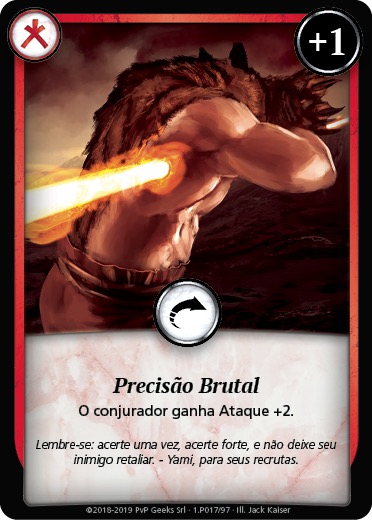 +1
Precisão Brutal
O conjurador ganha Ataque +2.
Lembre-se: acerte uma vez, acerte forte, e não deixe seu
inimigo retaliar. - Yami, para seus recrutas.
©2018-2019 PvP Geeks Srl · 1.P017/97 · Ill. Jack Kaiser